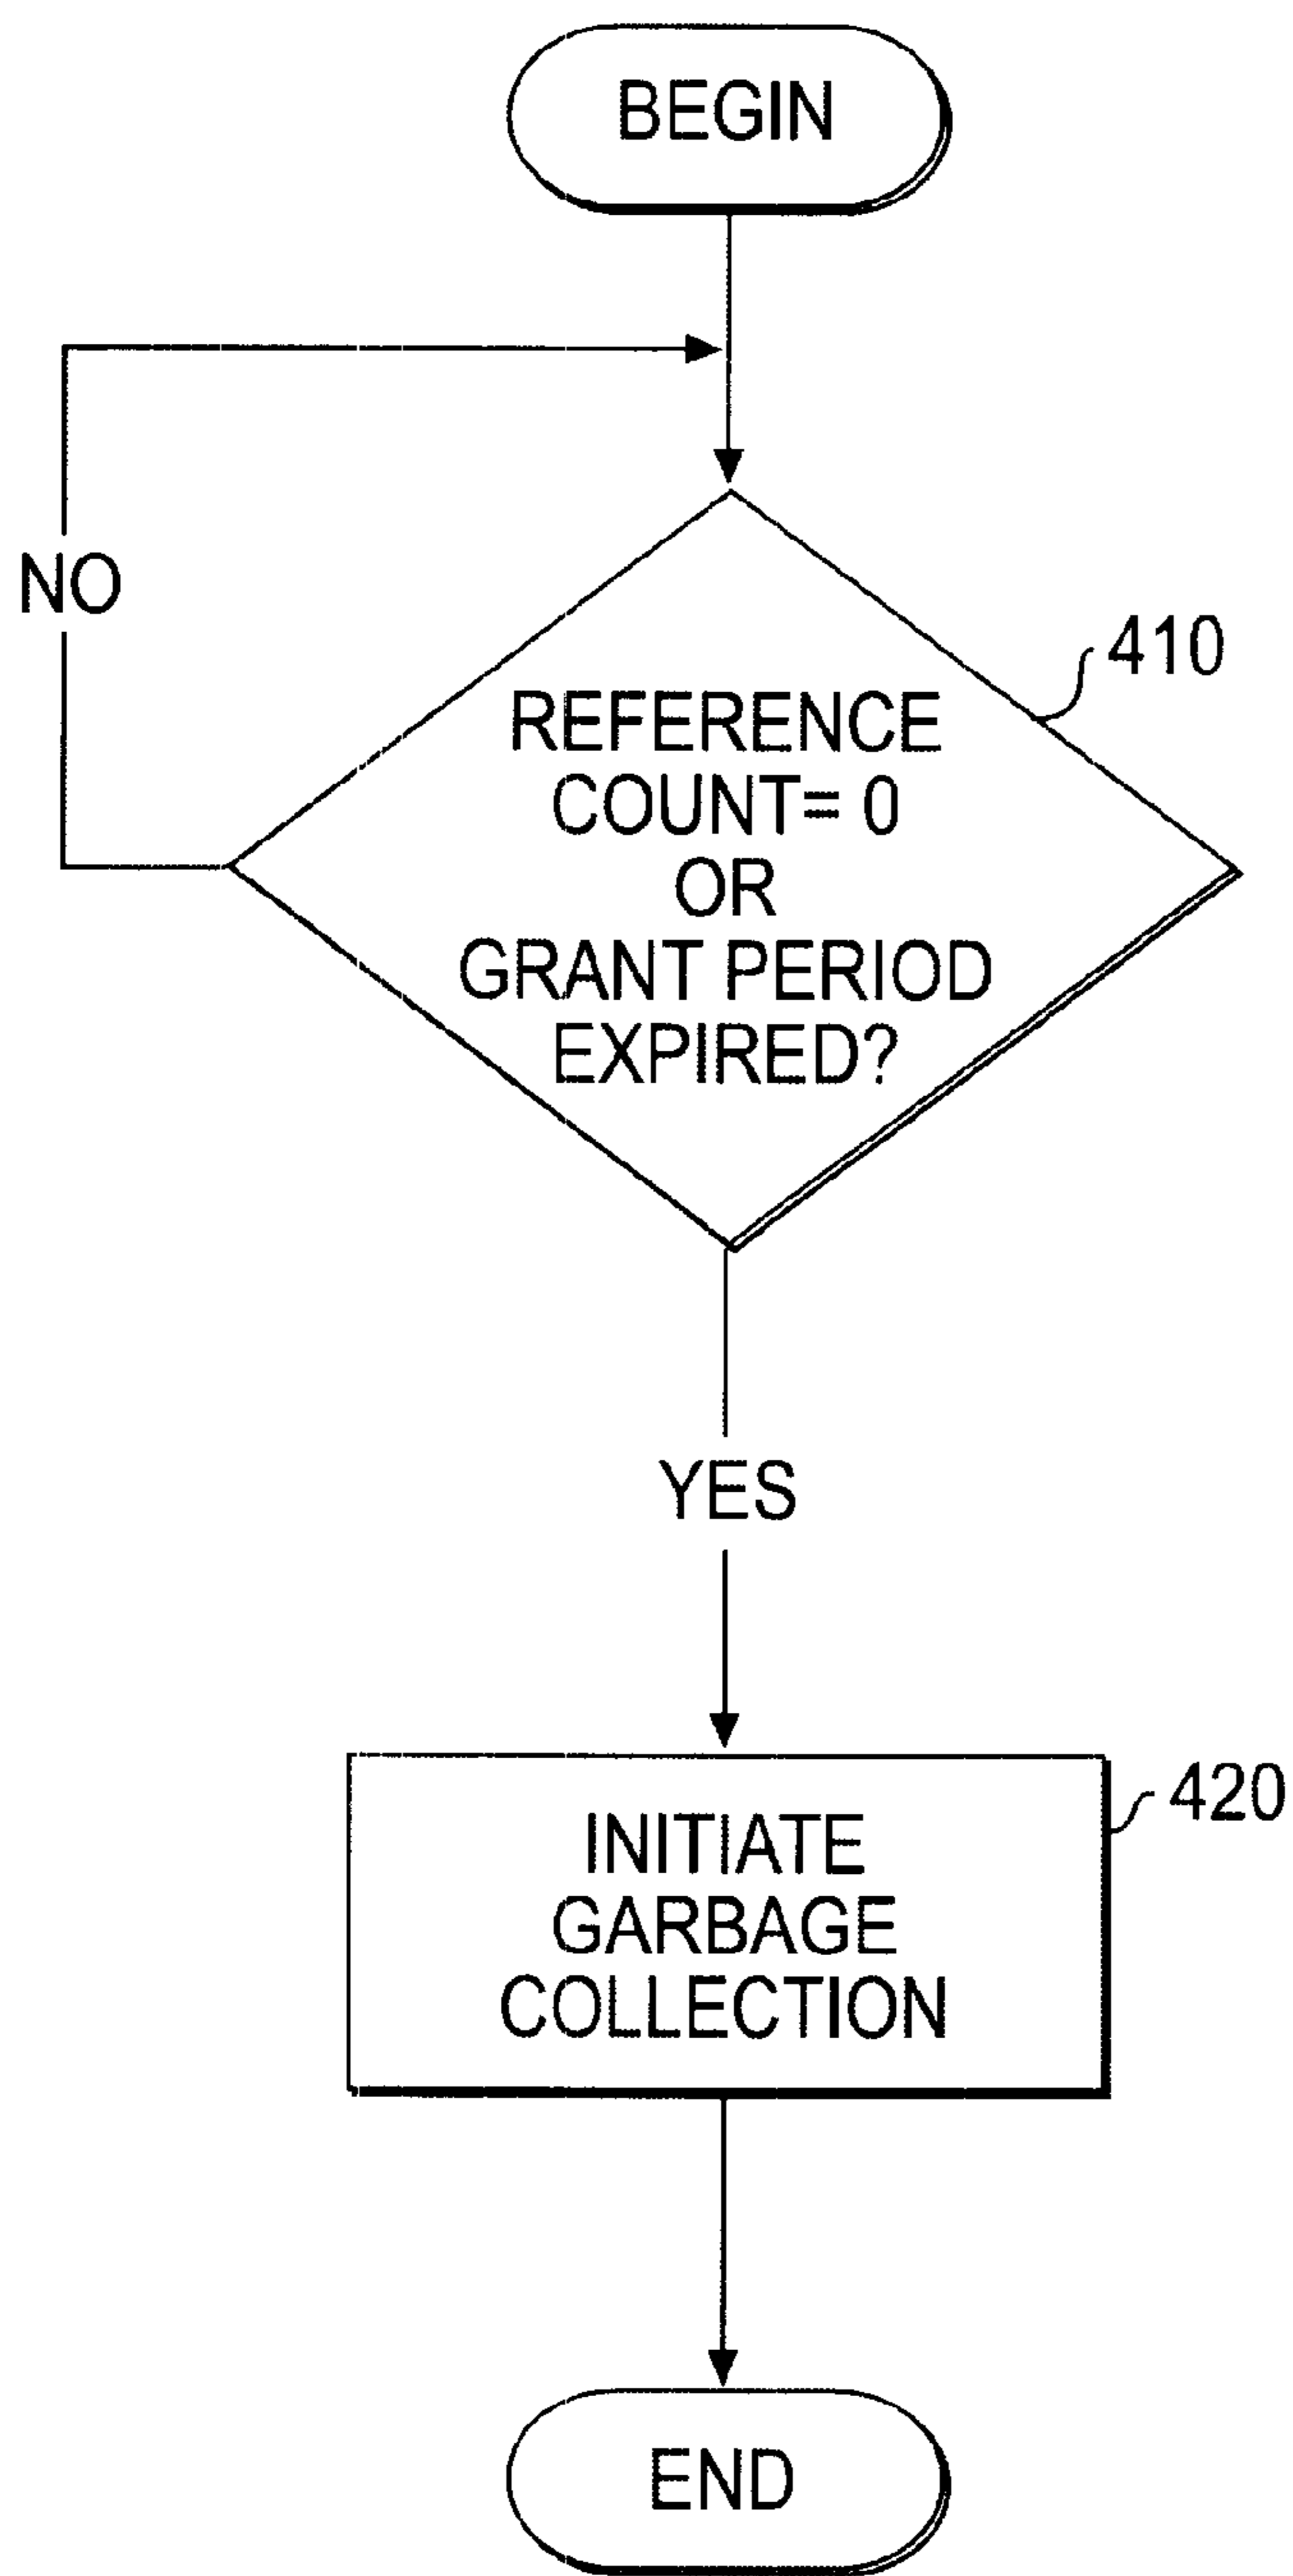 BEGIN
NO
410
REFERENCE
COUNT= 0
OR
GRANT PERIOD
EXPIRED?
YES
420
INITIATE
GARBAGE
COLLECTION
END